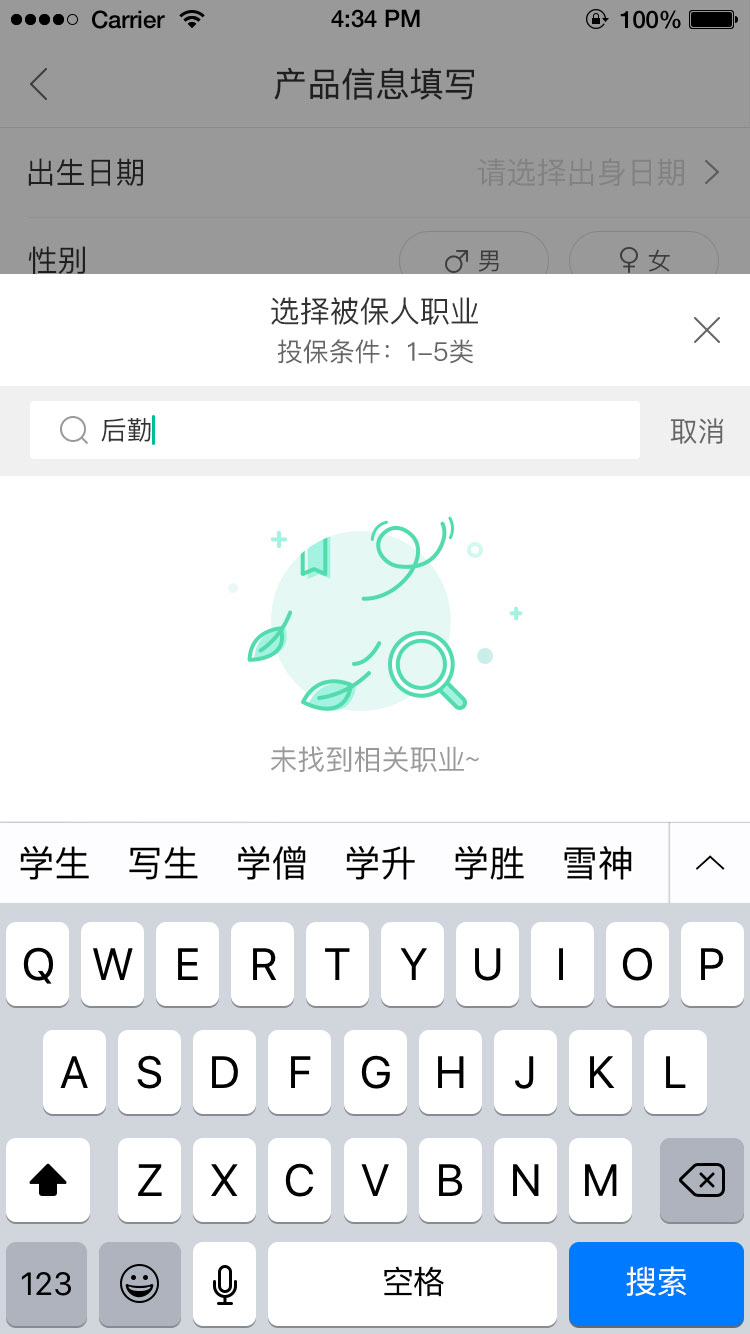 Carrier 4:34 PM 100%
产品信息填写
出生日期 请选择出身日期
性别 男 女
选择被保人职业
投保条件：1-5类
后勤 取消
未找到相关职业~
学生 写生 学僧 学升 学胜 雪神
Q W E R T Y U I O P
A S D F G H J K L
Z X C V B N M
123 空格 搜索